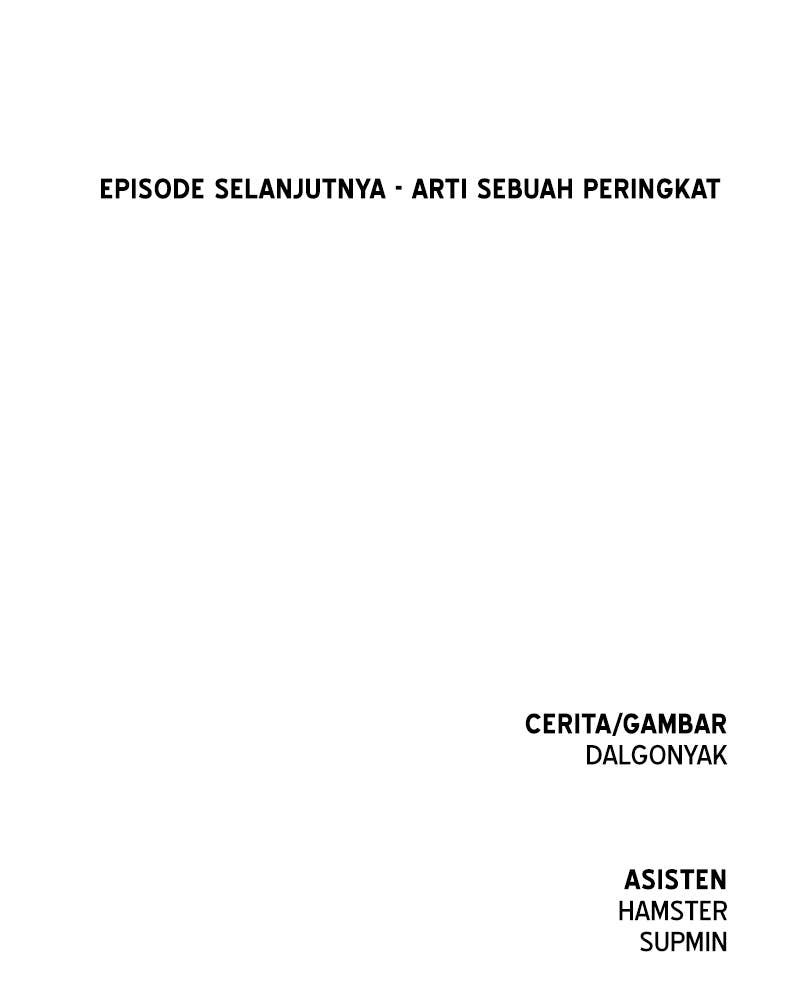 EPISODE SELANJUTNYA - ARTI SEBUAH PERINGKAT
CERITA/GAMBAR
DALGONYAK
ASISTEN
HAMSTER
SUPMIN